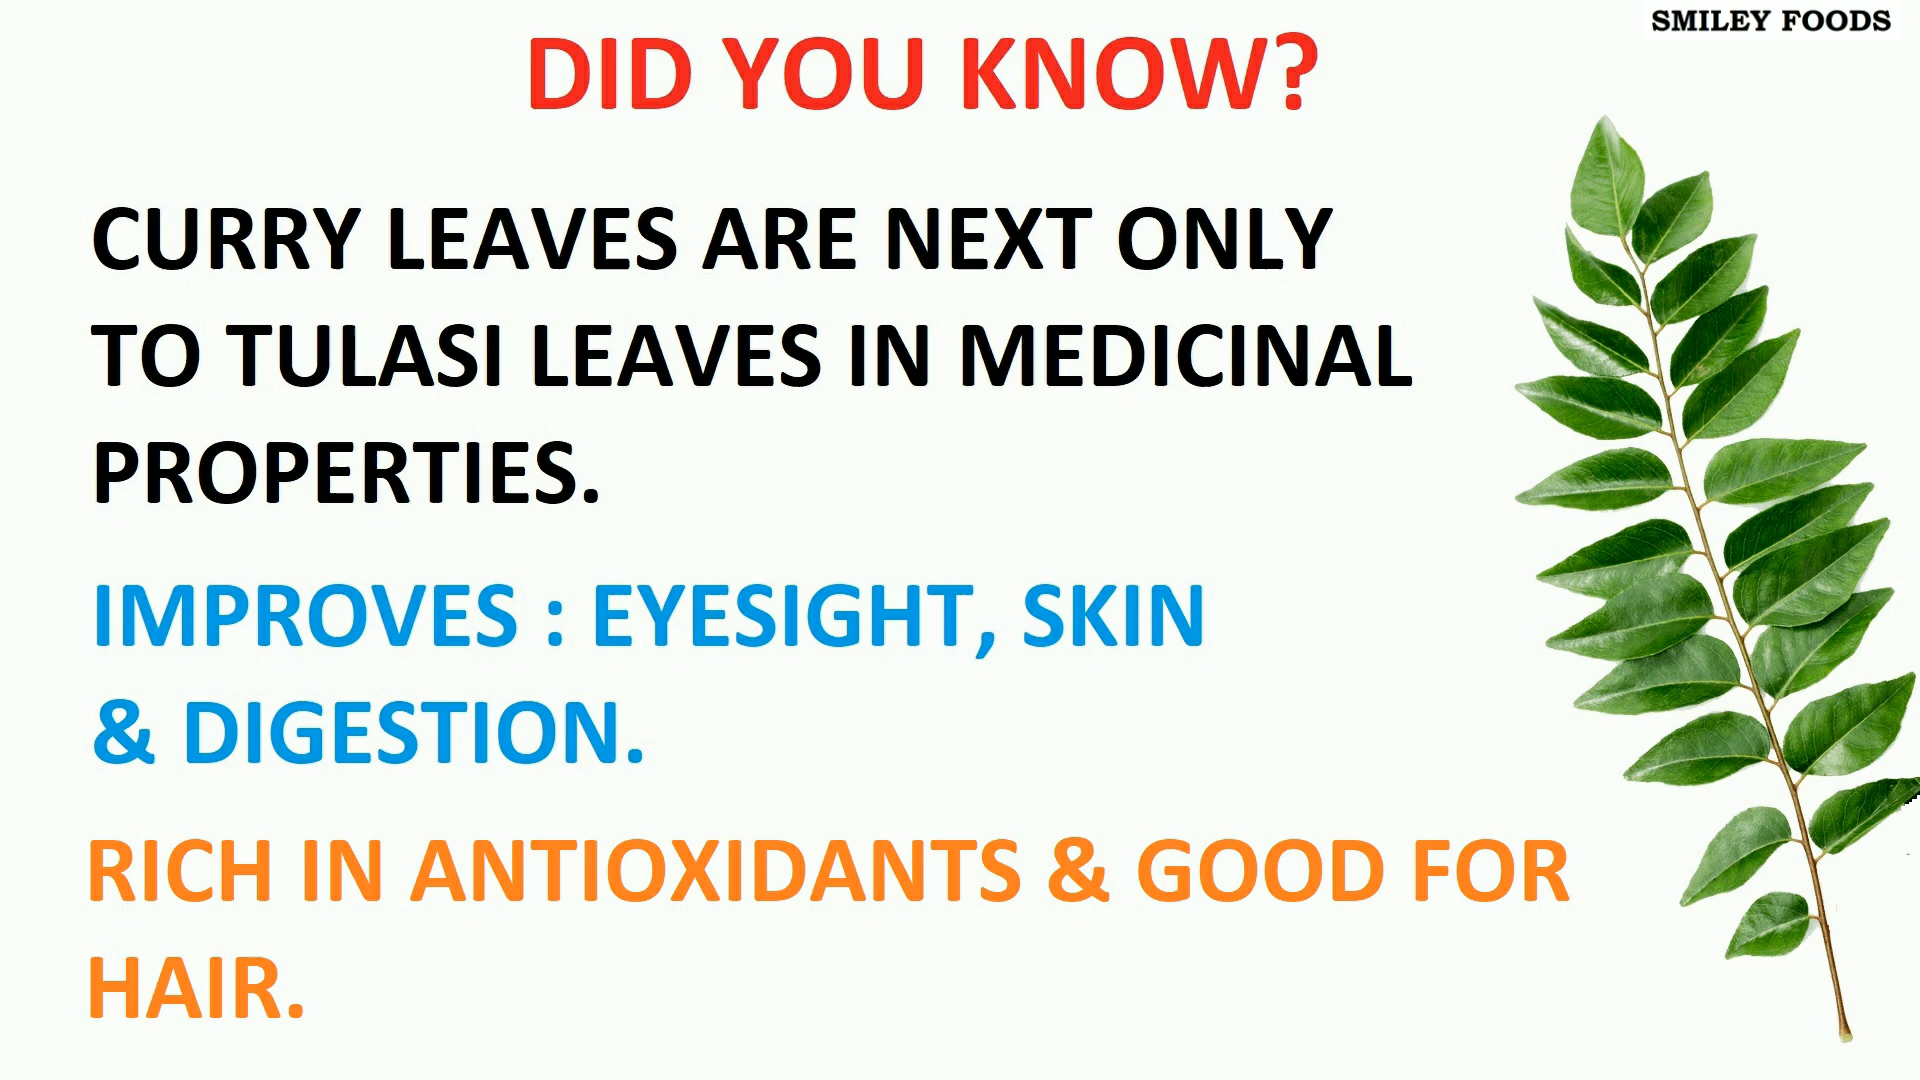 SMILEY FOODS
DID YOU KNOW?
CURRY LEAVES ARE NEXT ONLY
TO TULASI LEAVES IN MEDICINAL
PROPERTIES.
IMPROVES : EYESIGHT, SKIN
& DIGESTION.
RICH IN ANTIOXIDANTS & GOOD FOR
HAIR.